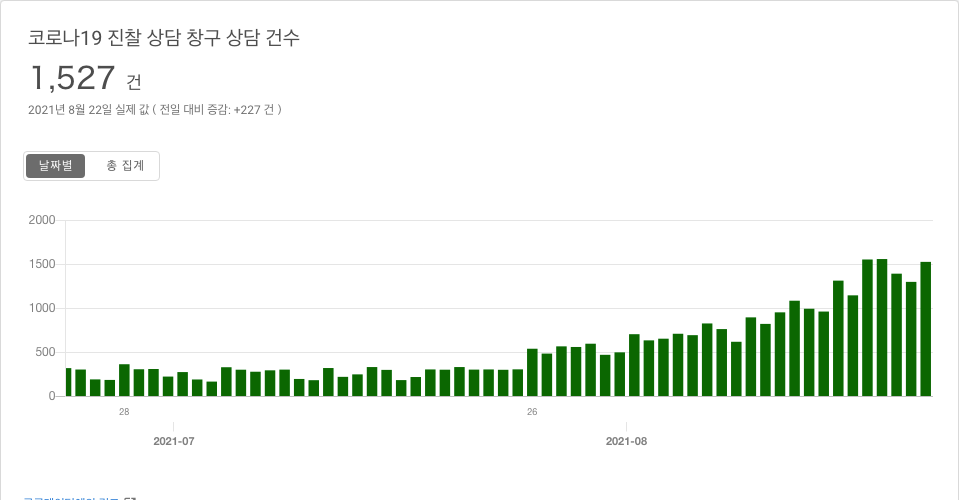 코로나19 진찰 상담 창구 상담 건수
1,527 건
2021년 8월 22일 실제 값 ( 전일 대비 증감: +227 건 )
날짜별 총 집계
2000
1500
1000
500
0
28 26
2021-07 2021-08